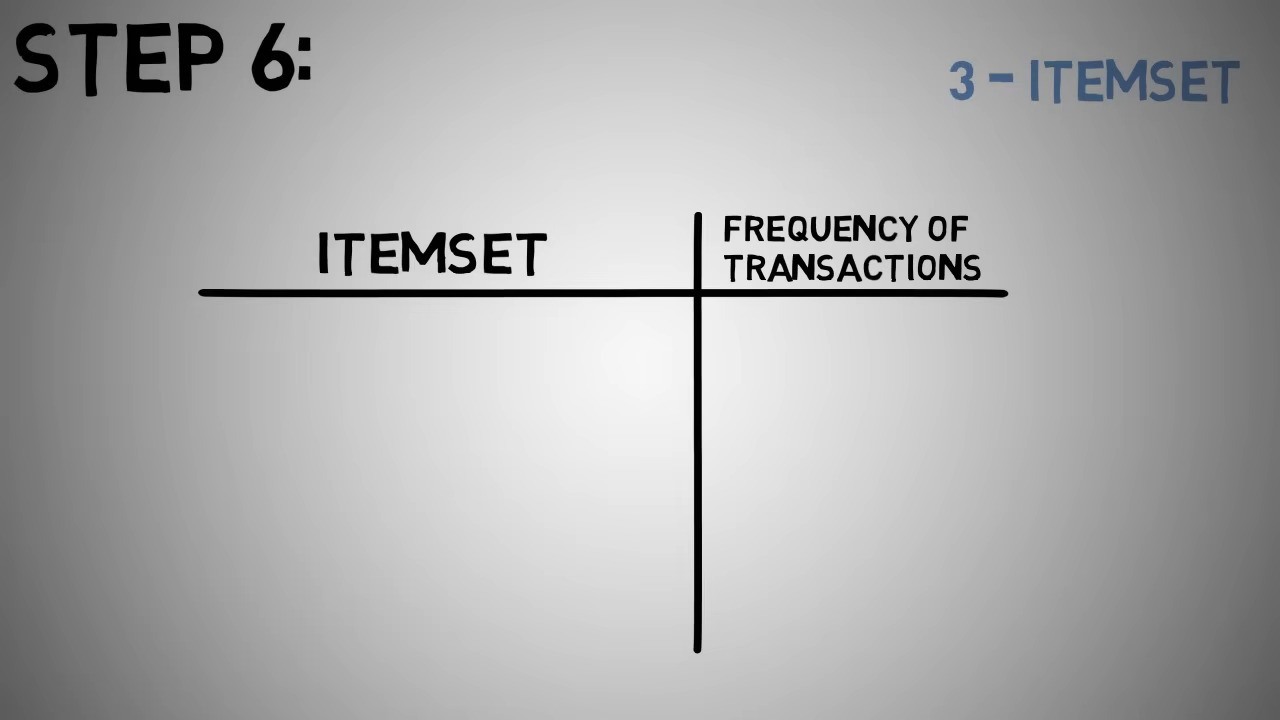 STEP 6:
3 - ITEMSET
ITEMSET
FREQUENCY OF
TRANSACTIONS